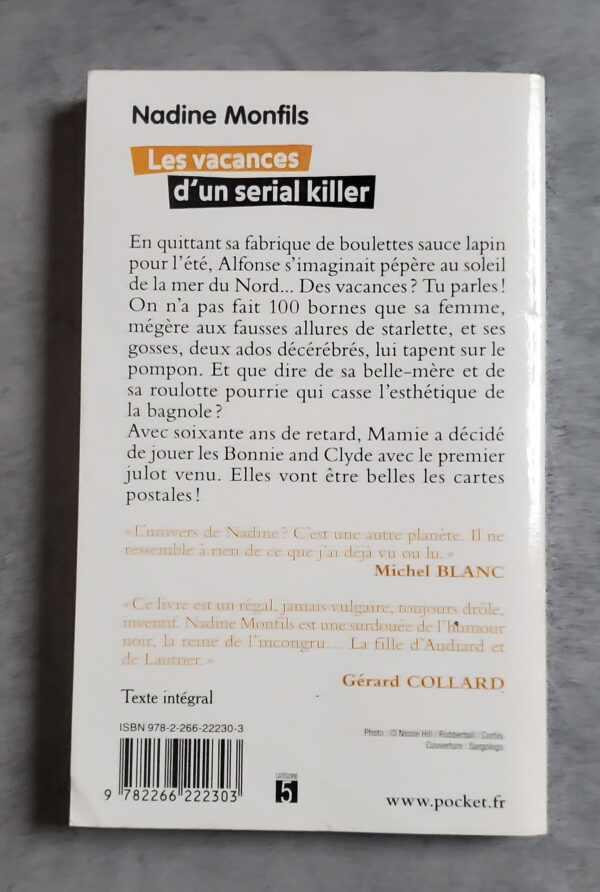 Nadine Monfils
Les vacances
d'un serial killer
En quittant sa fabrique de boulettes sauce lapin
pour l'été, Alfonse s'imaginait pépère au soleil
de la mer du Nord... Des vacances ? Tu parles !
On n'a pas fait 100 bornes que sa femme,
mégère aux fausses allures de starlette, et ses
gosses, deux ados décérébrés, lui tapent sur le
pompon. Et que dire de sa belle-mère et de
sa roulotte pourrie qui casse l'esthétique de
la bagnole ?
Avec soixante ans de retard, Mamie a décidé
de jouer les Bonnie and Clyde avec le premier
julot venu. Elles vont être belles les cartes
postales !
« L'univers de Nadine ? C'est une autre planète. Il ne
ressemble à rien de ce que j'ai déjà vu ou lu. »
Michel BLANC
« Ce livre est un régal, jamais vulgaire, toujours drôle,
inventif. Nadine Monfils est une surdouée de l'humour
noir, la reine de l'incongru... La fille d'Audiard et
de Lautner. »
Gérard COLLARD
Texte intégral
ISBN 978-2-266-22230-3
Photo : © Nicole Hill / Rubberball / Corbis.
Couverture : Sargologo.
9 782266 222303
CATÉGORIE
5
www.pocket.fr